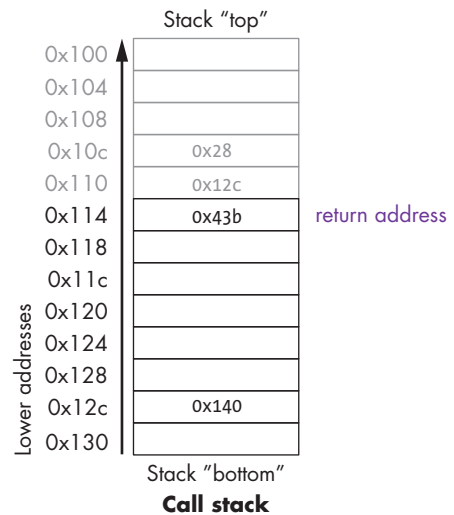 Stack "top"
0x100
0x104
0x108
0x10c 0x28
0x110 0x12c
0x114 0x43b return address
0x118
0x11c
0x120
0x124
0x128
0x12c 0x140
0x130
Lower addresses
Stack "bottom"
Call stack